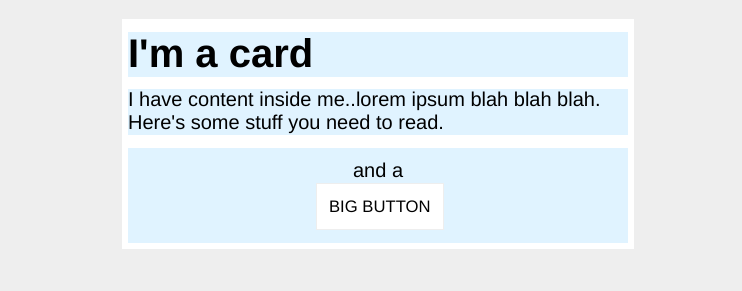 I'm a card
I have content inside me..lorem ipsum blah blah blah.
Here's some stuff you need to read.
and a
BIG BUTTON